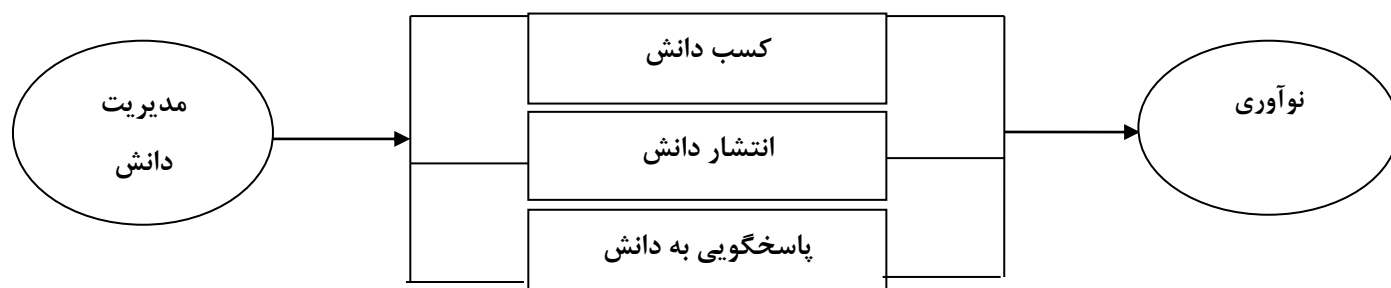 مدیریت
دانش
کسب دانش
انتشار دانش
پاسخگویی به دانش
نوآوری